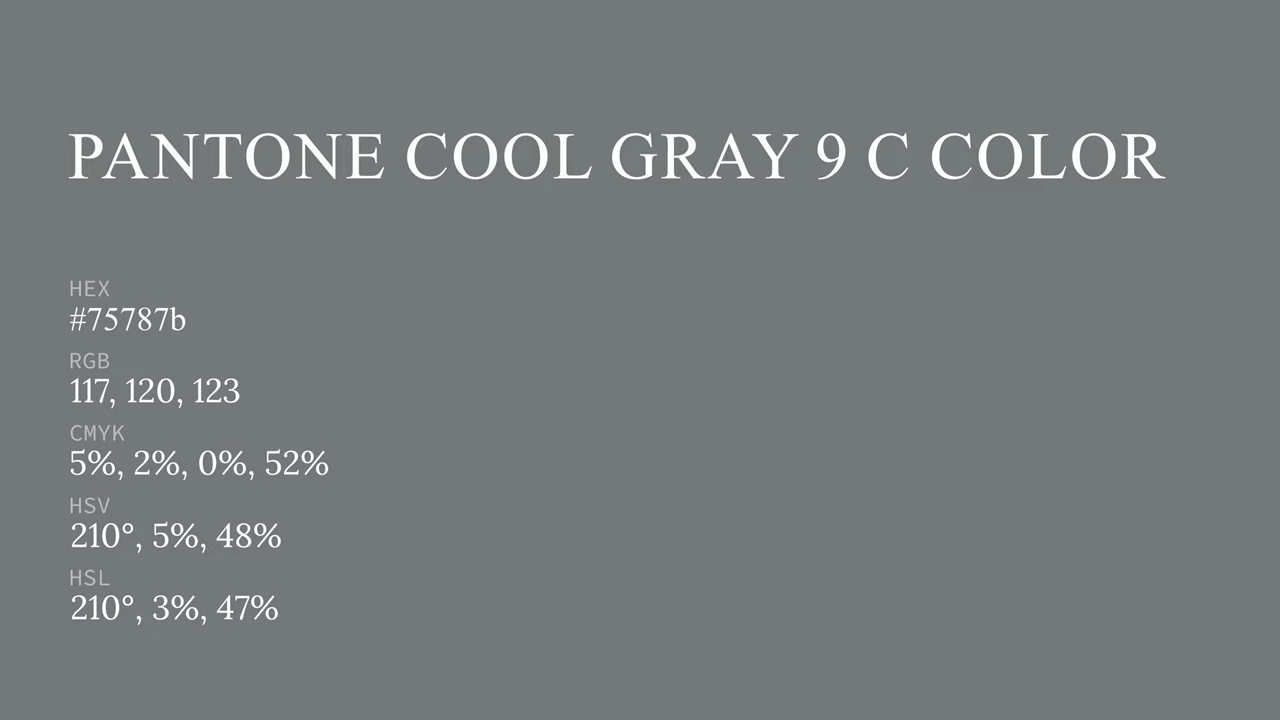 PANTONE COOL GRAY 9 C COLOR
HEX
#75787b
RGB
117, 120, 123
CMYK
5%, 2%, 0%, 52%
HSV
210°, 5%, 48%
HSL
210°, 3%, 47%